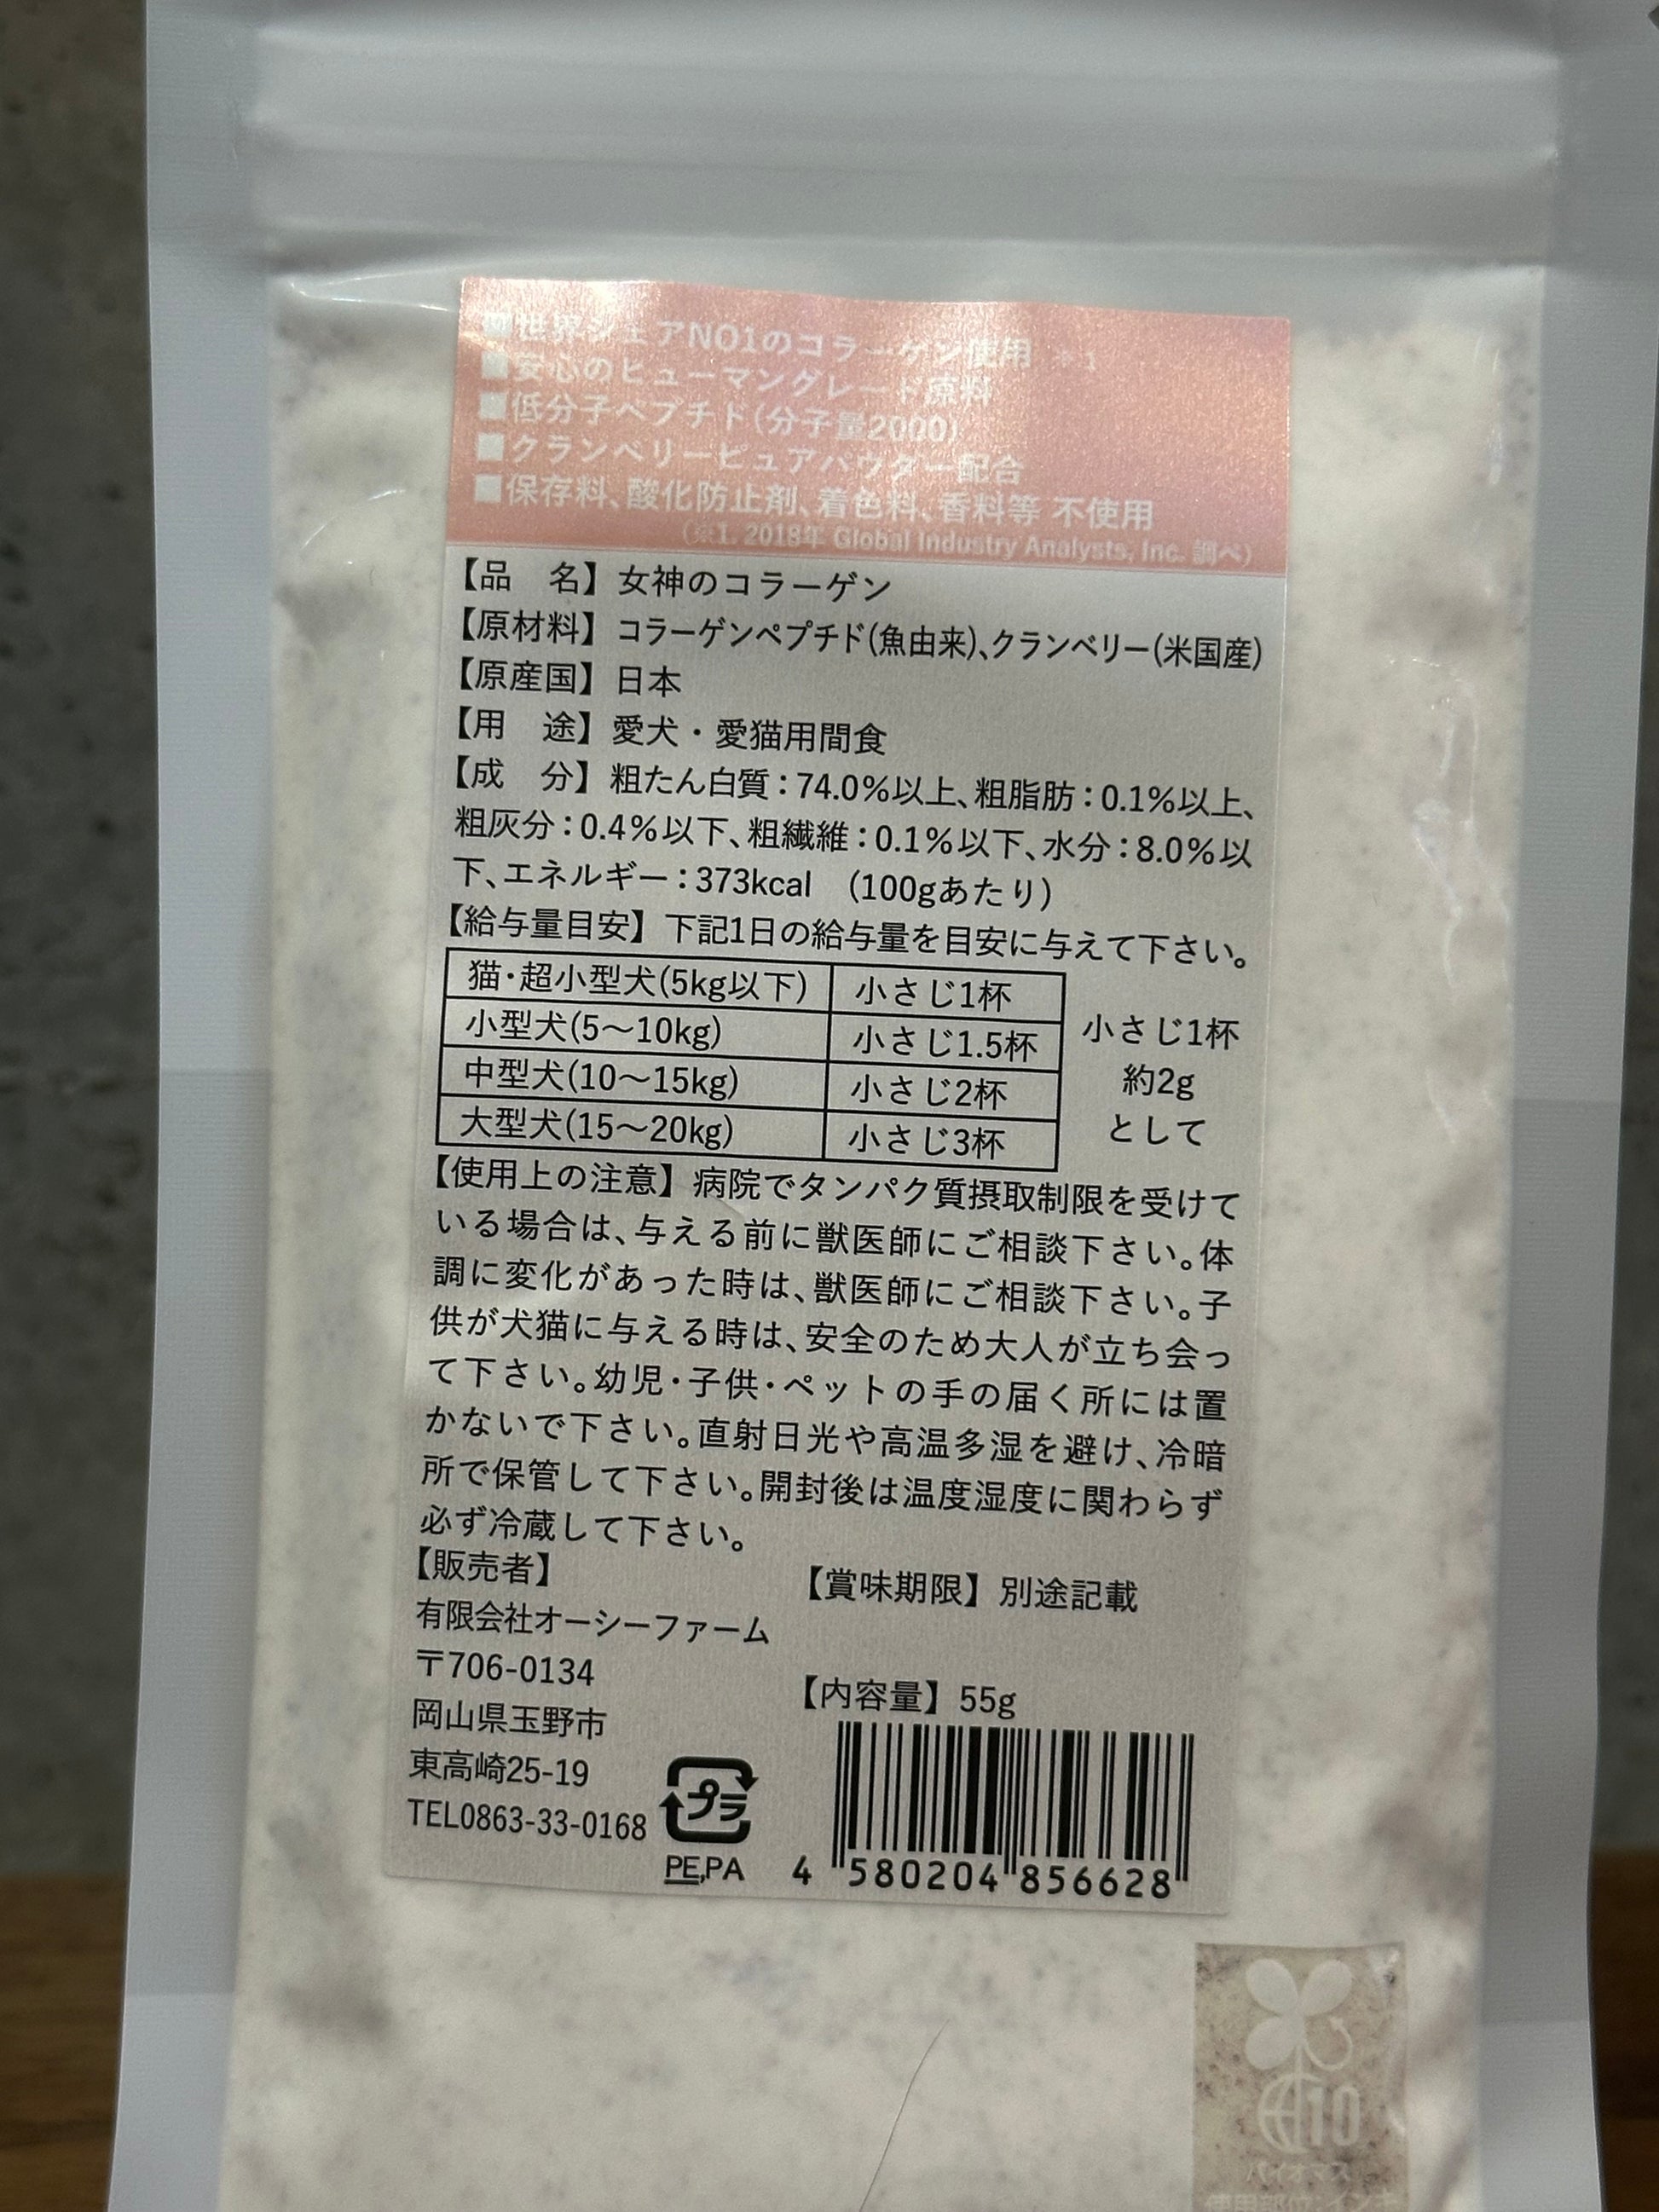 ■世界シェアNO1のコラーゲン使用 ※1
■安心のヒューマングレード原料
■低分子ペプチド(分子量2000)
■クランベリーピュアパウダー配合
■保存料、酸化防止剤、着色料、香料等 不使用
(※1. 2018年 Global Industry Analysts, Inc. 調べ)
【品　名】女神のコラーゲン
【原材料】コラーゲンペプチド(魚由来)、クランベリー(米国産)
【原産国】日本
【用　途】愛犬・愛猫用間食
【成　分】粗たん白質：74.0%以上、粗脂肪：0.1%以上、
粗灰分：0.4%以下、粗繊維：0.1%以下、水分：8.0%以
下、エネルギー：373kcal　(100gあたり)
【給与量目安】下記1日の給与量を目安に与えて下さい。
猫・超小型犬(5kg以下) 小さじ1杯
小型犬(5〜10kg) 小さじ1.5杯
中型犬(10〜15kg) 小さじ2杯
大型犬(15〜20kg) 小さじ3杯
小さじ1杯
約2g
として
【使用上の注意】病院でタンパク質摂取制限を受けて
いる場合は、与える前に獣医師にご相談下さい。体
調に変化があった時は、獣医師にご相談下さい。子
供が犬猫に与える時は、安全のため大人が立ち会っ
て下さい。幼児・子供・ペットの手の届く所には置
かないで下さい。直射日光や高温多湿を避け、冷暗
所で保管して下さい。開封後は温度湿度に関わらず
必ず冷蔵して下さい。
【販売者】
有限会社オーシーファーム
〒706-0134
岡山県玉野市
東高崎25-19
TEL0863-33-0168
【賞味期限】別途記載
【内容量】55g
プラ
PE,PA
4 580204 856628
10
バイオマス
使用部位:インキ